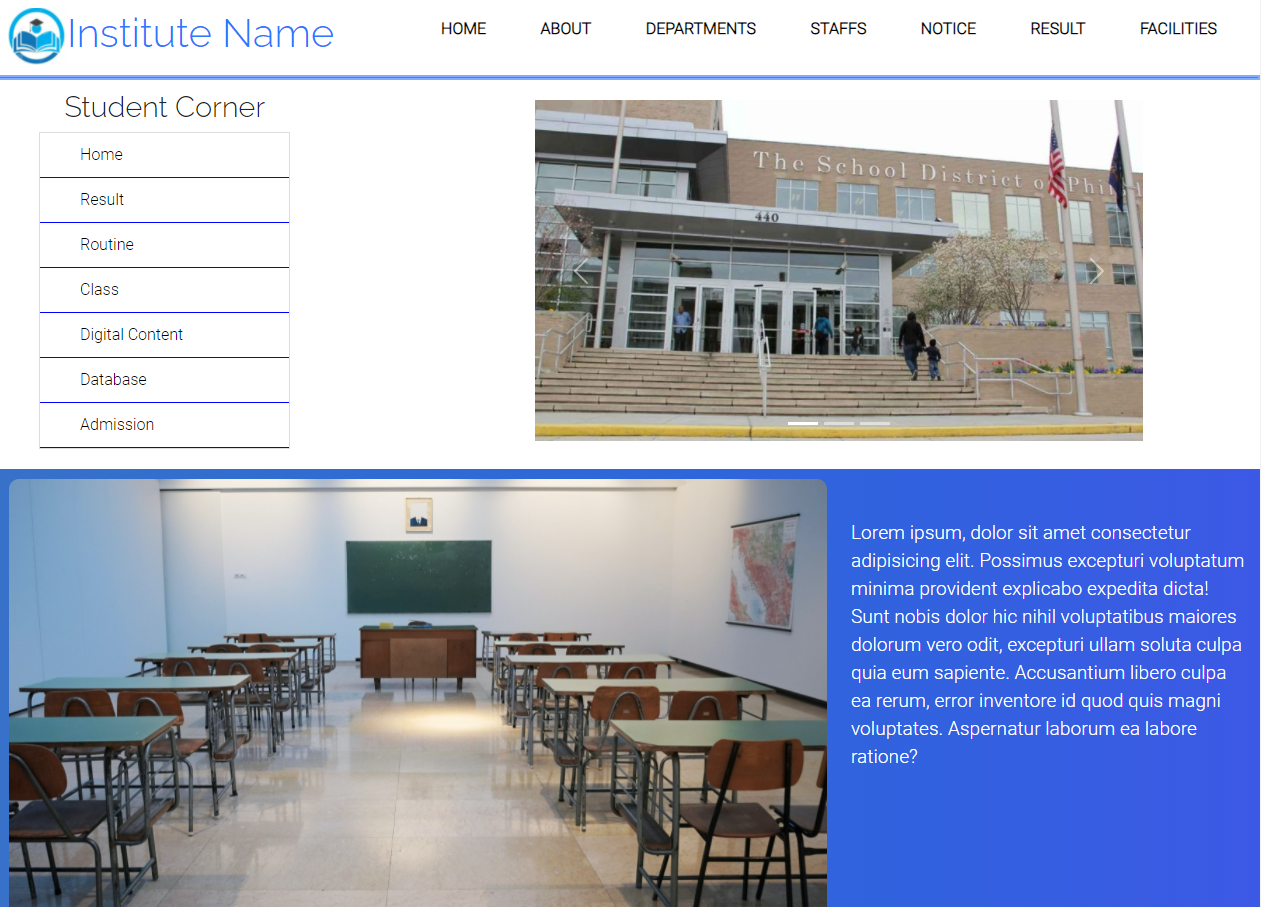 Institute Name
HOME ABOUT DEPARTMENTS STAFFS NOTICE RESULT FACILITIES
Student Corner
Home
Result
Routine
Class
Digital Content
Database
Admission
The School District of Phil
440
Lorem ipsum, dolor sit amet consectetur
adipisicing elit. Possimus excepturi voluptatum
minima provident explicabo expedita dicta!
Sunt nobis dolor hic nihil voluptatibus maiores
dolorum vero odit, excepturi ullam soluta culpa
quia eum sapiente. Accusantium libero culpa
ea rerum, error inventore id quod quis magni
voluptates. Aspernatur laborum ea labore
ratione?